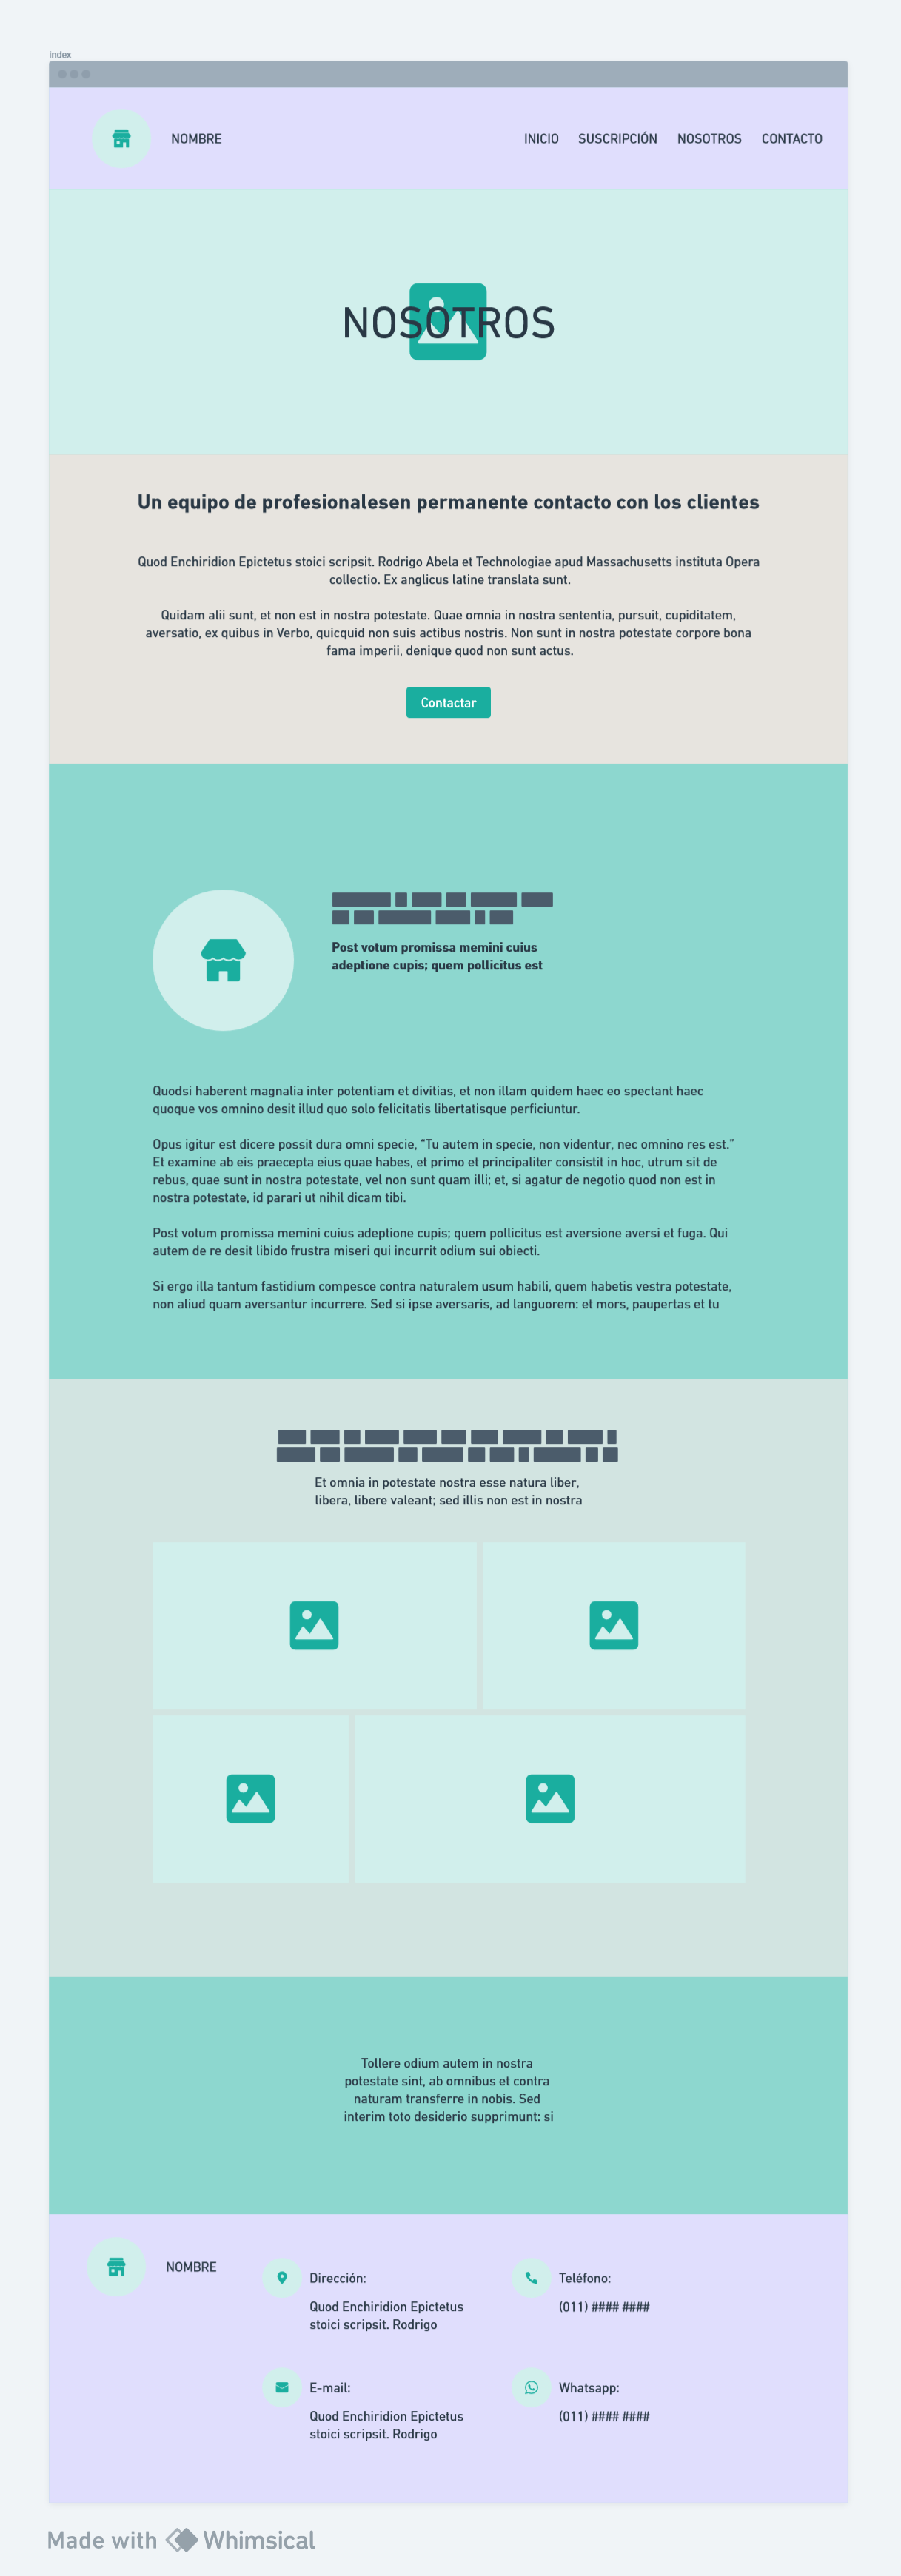 index
NOMBRE
INICIO SUSCRIPCIÓN NOSOTROS CONTACTO
NOSOTROS
Un equipo de profesionalesen permanente contacto con los clientes
Quod Enchiridion Epictetus stoici scripsit. Rodrigo Abela et Technologiae apud Massachusetts instituta Opera
collectio. Ex anglicus latine translata sunt.
Quidam alii sunt, et non est in nostra potestate. Quae omnia in nostra sententia, pursuit, cupiditatem,
aversatio, ex quibus in Verbo, quicquid non suis actibus nostris. Non sunt in nostra potestate corpore bona
fama imperii, denique quod non sunt actus.
Contactar
Post votum promissa memini cuius
adeptione cupis; quem pollicitus est
Quodsi haberent magnalia inter potentiam et divitias, et non illam quidem haec eo spectant haec
quoque vos omnino desit illud quo solo felicitatis libertatisque perficiuntur.
Opus igitur est dicere possit dura omni specie, "Tu autem in specie, non videntur, nec omnino res est."
Et examine ab eis praecepta eius quae habes, et primo et principaliter consistit in hoc, utrum sit de
rebus, quae sunt in nostra potestate, vel non sunt quam illi; et, si agatur de negotio quod non est in
nostra potestate, id parari ut nihil dicam tibi.
Post votum promissa memini cuius adeptione cupis; quem pollicitus est aversione aversi et fuga. Qui
autem de re desit libido frustra miseri qui incurrit odium sui obiecti.
Si ergo illa tantum fastidium compesce contra naturalem usum habili, quem habetis vestra potestate,
non aliud quam aversantur incurrere. Sed si ipse aversaris, ad languorem: et mors, paupertas et tu
Et omnia in potestate nostra esse natura liber,
libera, libere valeant; sed illis non est in nostra
Tollere odium autem in nostra
potestate sint, ab omnibus et contra
naturam transferre in nobis. Sed
interim toto desiderio supprimunt: si
NOMBRE
Dirección:
Quod Enchiridion Epictetus
stoici scripsit. Rodrigo
Teléfono:
(011) #### ####
E-mail:
Quod Enchiridion Epictetus
stoici scripsit. Rodrigo
Whatsapp:
(011) #### ####
Made with Whimsical